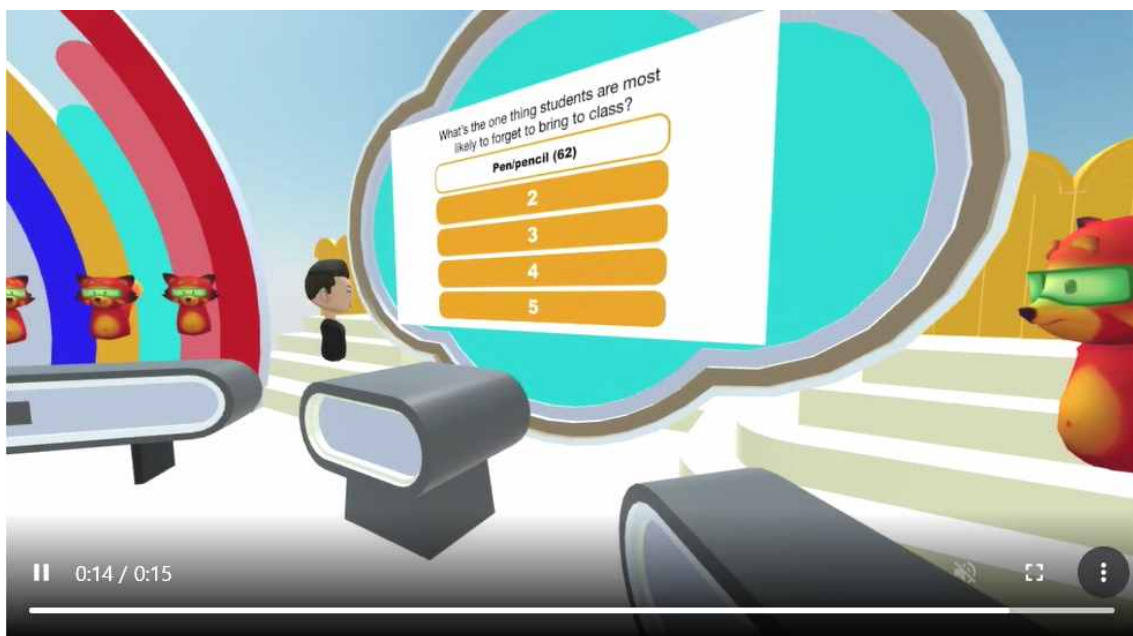 What's the one thing students are most
likely to forget to bring to class?
Pen/pencil (62)
2
3
4
5
0:14 / 0:15